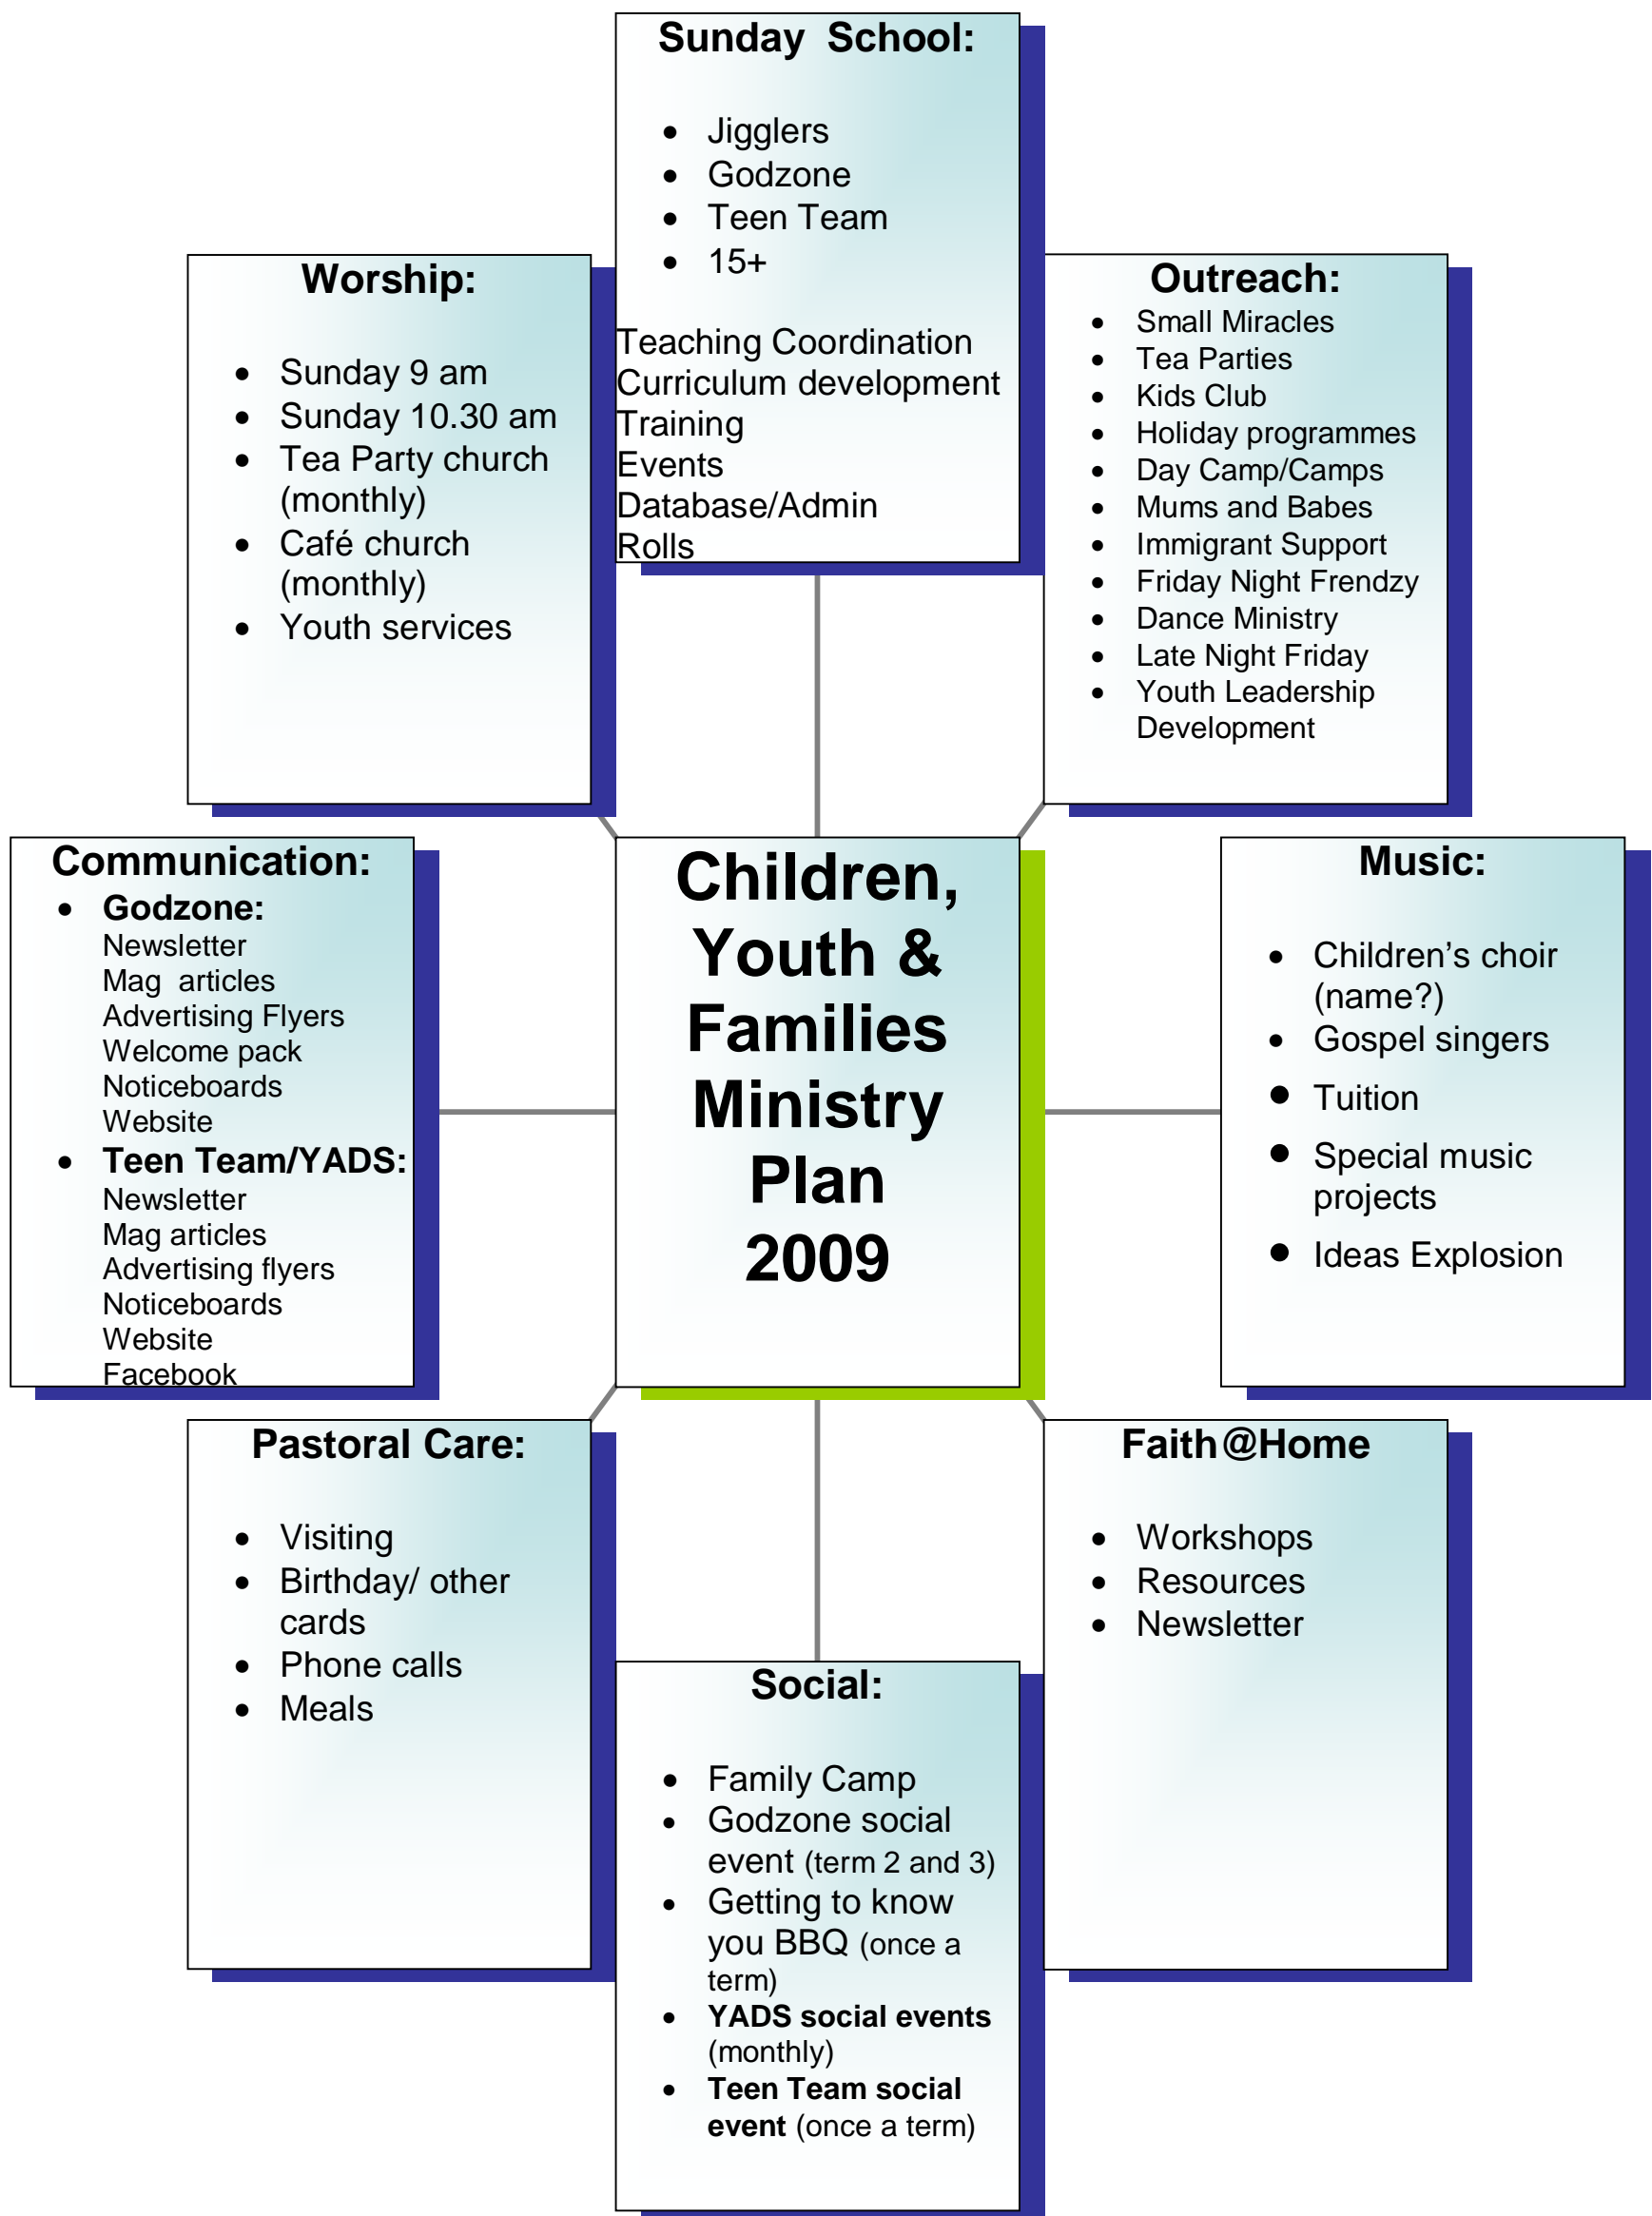 Sunday School:
• Jigglers
• Godzone
• Teen Team
• 15+
Teaching Coordination
Curriculum development
Training
Events
Database/Admin
Rolls
Worship:
• Sunday 9 am
• Sunday 10.30 am
• Tea Party church
(monthly)
• Café church
(monthly)
• Youth services
Outreach:
• Small Miracles
• Tea Parties
• Kids Club
• Holiday programmes
• Day Camp/Camps
• Mums and Babes
• Immigrant Support
• Friday Night Frendzy
• Dance Ministry
• Late Night Friday
• Youth Leadership
Development
Communication:
• Godzone:
Newsletter
Mag articles
Advertising Flyers
Welcome pack
Noticeboards
Website
• Teen Team/YADS:
Newsletter
Mag articles
Advertising flyers
Noticeboards
Website
Facebook
Children,
Youth &
Families
Ministry
Plan
2009
Music:
• Children’s choir
(name?)
• Gospel singers
• Tuition
• Special music
projects
• Ideas Explosion
Pastoral Care:
• Visiting
• Birthday/ other
cards
• Phone calls
• Meals
Social:
• Family Camp
• Godzone social
event (term 2 and 3)
• Getting to know
you BBQ (once a
term)
• YADS social events
(monthly)
• Teen Team social
event (once a term)
Faith@Home
• Workshops
• Resources
• Newsletter